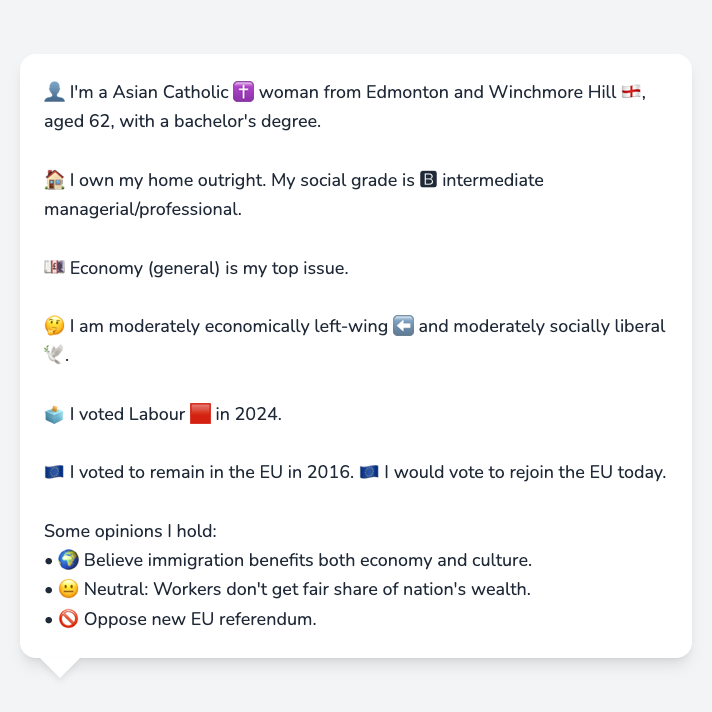 👤 I'm a Asian Catholic ✝️ woman from Edmonton and Winchmore Hill 🏴󠁧󠁢󠁥󠁮󠁧󠁿,
aged 62, with a bachelor's degree.
🏠 I own my home outright. My social grade is 🅱 intermediate
managerial/professional.
💷 Economy (general) is my top issue.
🤔 I am moderately economically left-wing ⬅️ and moderately socially liberal
🕊️.
🗳️ I voted Labour 🟥 in 2024.
🇪🇺 I voted to remain in the EU in 2016. 🇪🇺 I would vote to rejoin the EU today.
Some opinions I hold:
• 🌍 Believe immigration benefits both economy and culture.
• 😐 Neutral: Workers don't get fair share of nation's wealth.
• 🚫 Oppose new EU referendum.